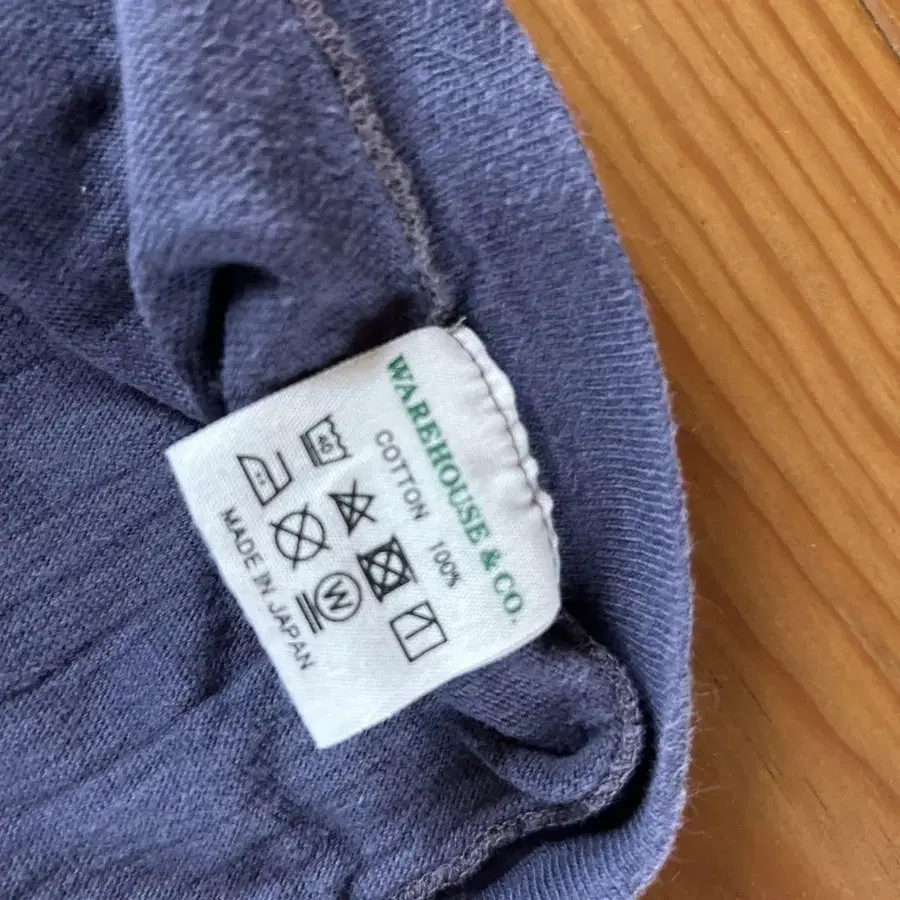 WAREHOUSE & CO.
COTTON 100%
40
W
MADE IN JAPAN